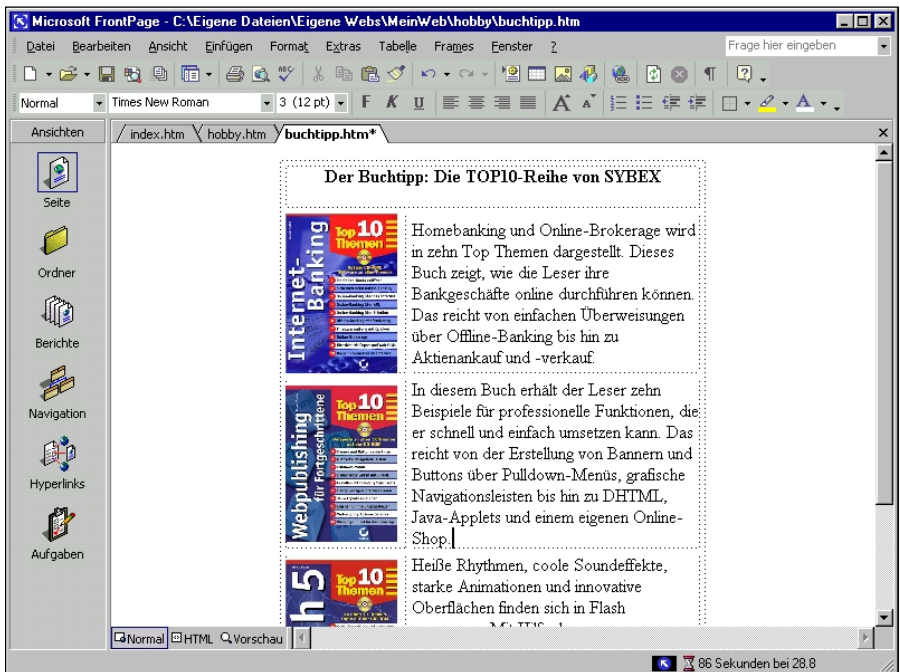 Microsoft FrontPage - C:\Eigene Dateien\Eigene Webs\MeinWeb\hobby\buchtipp.htm
Datei Bearbeiten Ansicht Einfügen Format Extras Tabelle Frames Fenster ? Frage hier eingeben
Normal Times New Roman 3 (12 pt) F K U
Ansichten
/ index.htm \ hobby.htm \ buchtipp.htm* \
Seite
Ordner
Berichte
Navigation
Hyperlinks
Aufgaben
Der Buchtipp: Die TOP10-Reihe von SYBEX
Internet-Banking
Top 10
Themen
Homebanking und Online-Brokerage wird
in zehn Top Themen dargestellt. Dieses
Buch zeigt, wie die Leser ihre
Bankgeschäfte online durchführen können.
Das reicht von einfachen Überweisungen
über Offline-Banking bis hin zu
Aktienankauf und -verkauf.
Webpublishing
für Fortgeschrittene
Top 10
Themen
In diesem Buch erhält der Leser zehn
Beispiele für professionelle Funktionen, die
er schnell und einfach umsetzen kann. Das
reicht von der Erstellung von Bannern und
Buttons über Pulldown-Menüs, grafische
Navigationsleisten bis hin zu DHTML,
Java-Applets und einem eigenen Online-
Shop.
h 5
Top 10
Themen
Heiße Rhythmen, coole Soundeffekte,
starke Animationen und innovative
Oberflächen finden sich in Flash
Normal HTML Vorschau
86 Sekunden bei 28.8